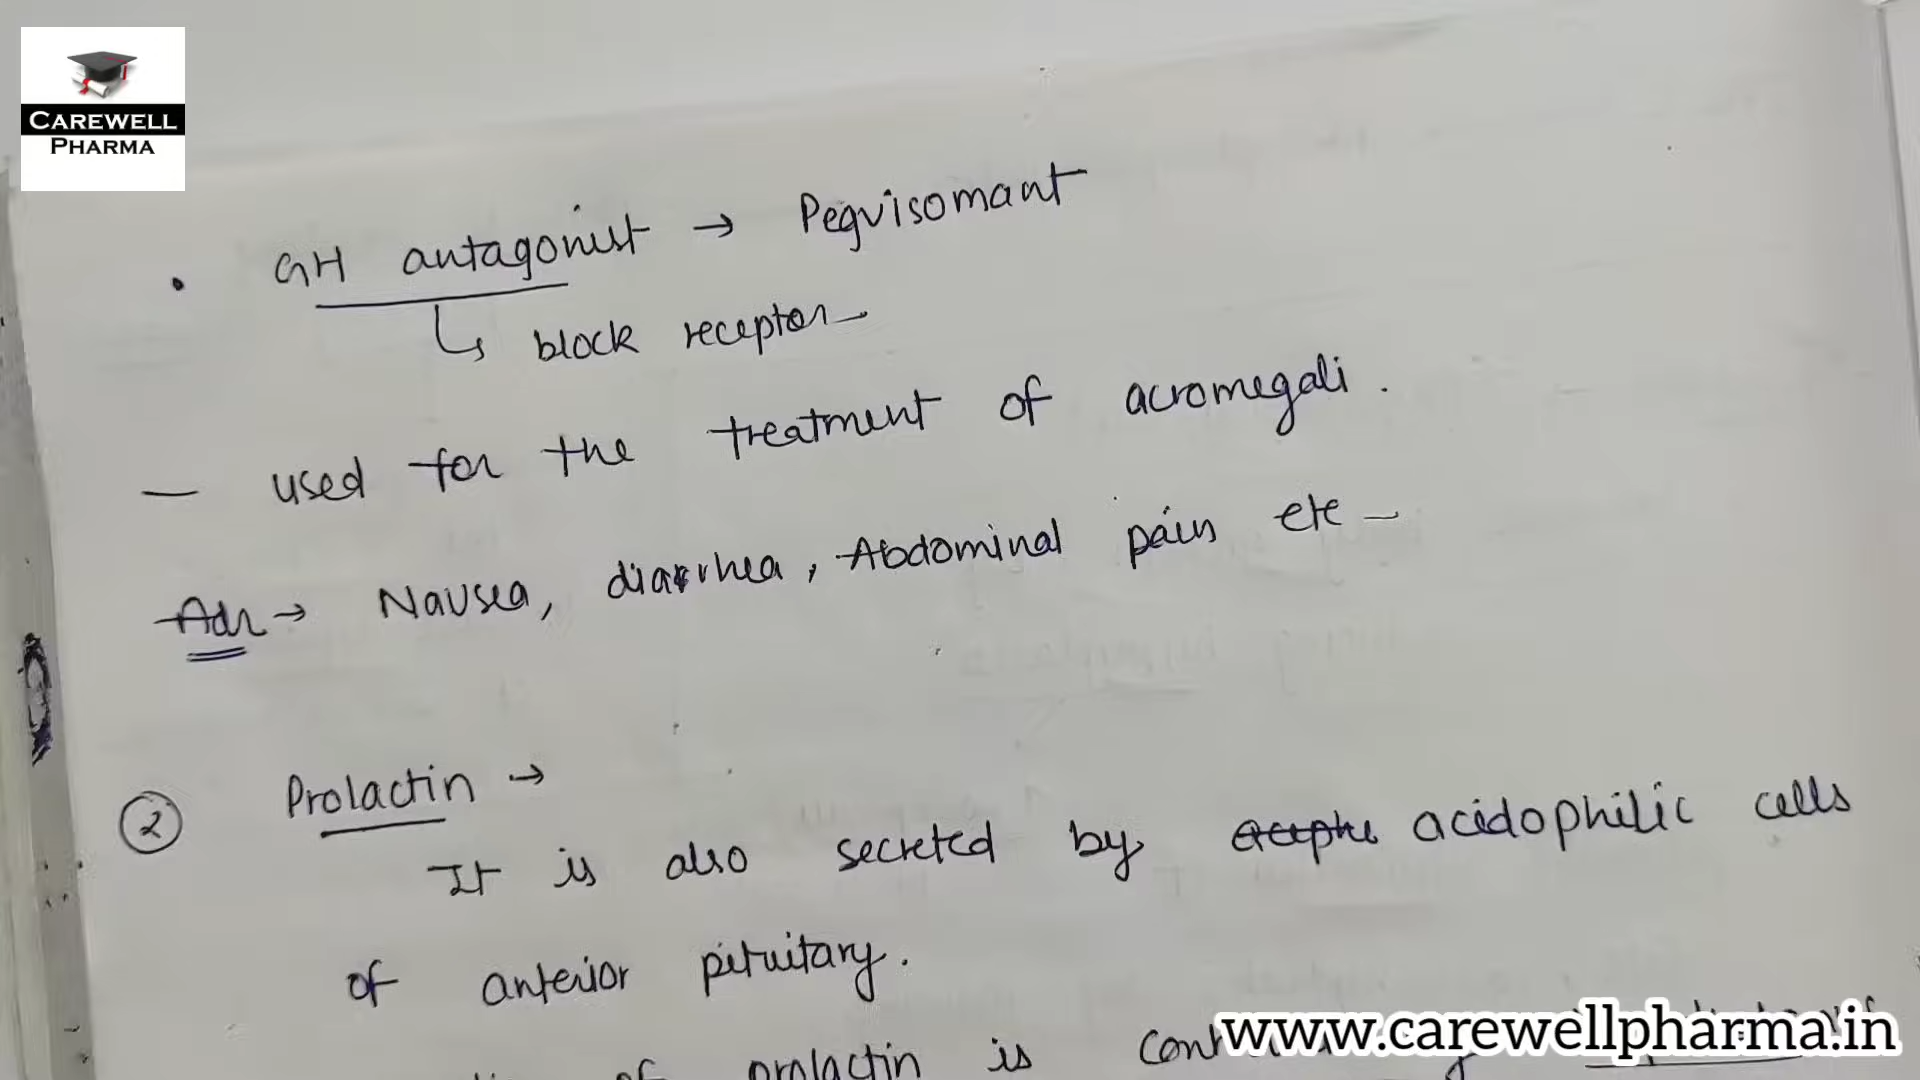 CAREWELL
PHARMA
• GH antagonist → Pegvisomant
↳ block receptor
— used for the treatment of acromegali.
Adr → Nausea, diarrhea, Abdominal pain etc —
② Prolactin →
It is also secreted by acidophilic cells
of anterior pituitary.
of prolactin is
www.carewellpharma.in